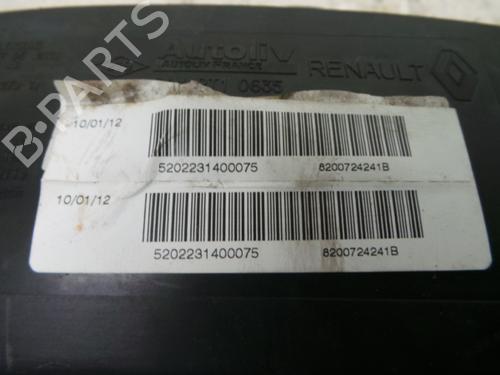 Autoliv RENAULT
AUTOLIV FRANCE
0635
10/01/12
5202231400075 8200724241B
10/01/12
5202231400075 8200724241B
B-PARTS